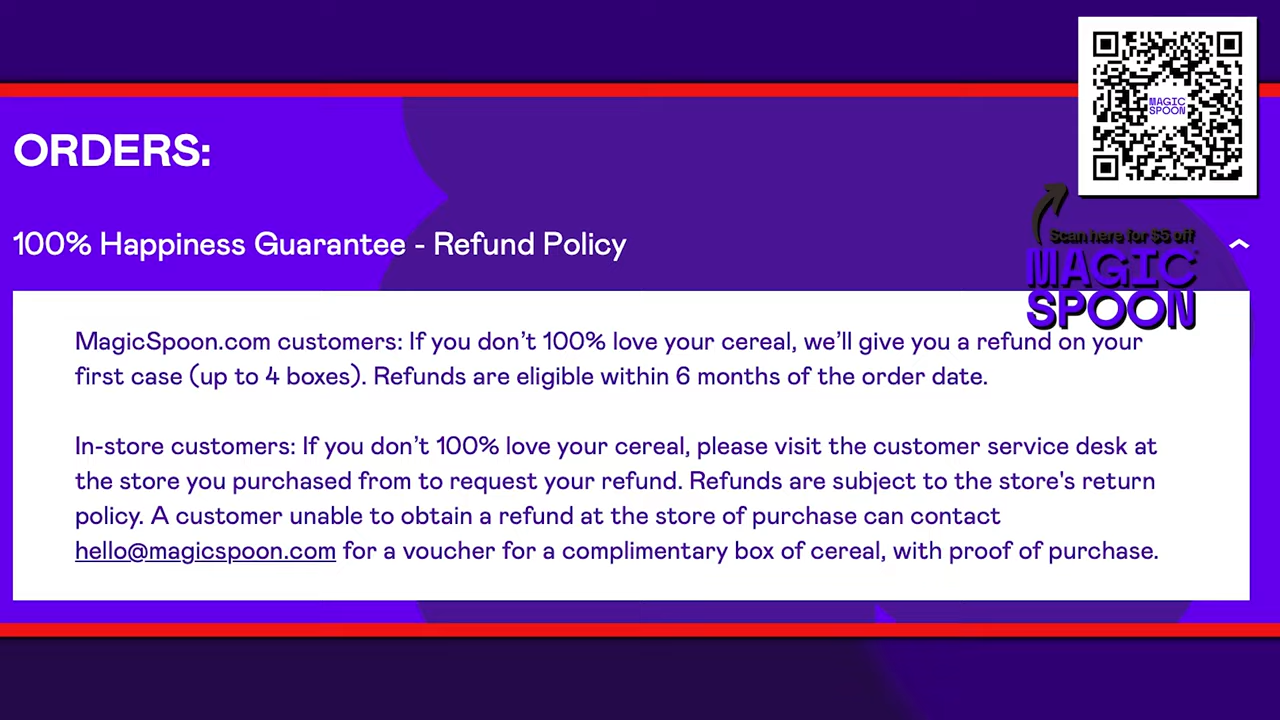 MAGIC
SPOON
ORDERS:
100% Happiness Guarantee - Refund Policy
Scan here for $5 off
MAGIC
SPOON
MagicSpoon.com customers: If you don’t 100% love your cereal, we’ll give you a refund on your
first case (up to 4 boxes). Refunds are eligible within 6 months of the order date.
In-store customers: If you don’t 100% love your cereal, please visit the customer service desk at
the store you purchased from to request your refund. Refunds are subject to the store's return
policy. A customer unable to obtain a refund at the store of purchase can contact
hello@magicspoon.com for a voucher for a complimentary box of cereal, with proof of purchase.